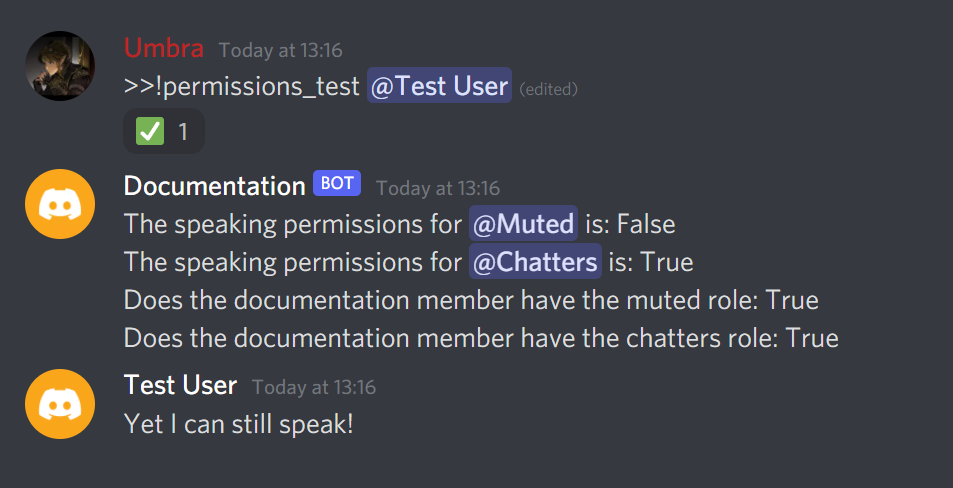 Umbra Today at 13:16
>>!permissions_test @Test User (edited)
1
Documentation BOT Today at 13:16
The speaking permissions for @Muted is: False
The speaking permissions for @Chatters is: True
Does the documentation member have the muted role: True
Does the documentation member have the chatters role: True
Test User Today at 13:16
Yet I can still speak!